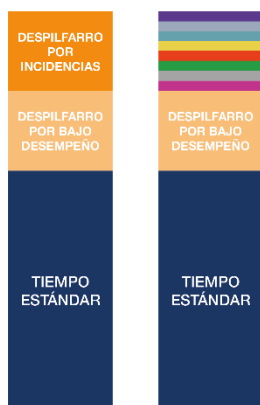 DESPILFARRO
POR
INCIDENCIAS
DESPILFARRO
POR BAJO
DESEMPEÑO
TIEMPO
ESTÁNDAR
DESPILFARRO
POR BAJO
DESEMPEÑO
TIEMPO
ESTÁNDAR